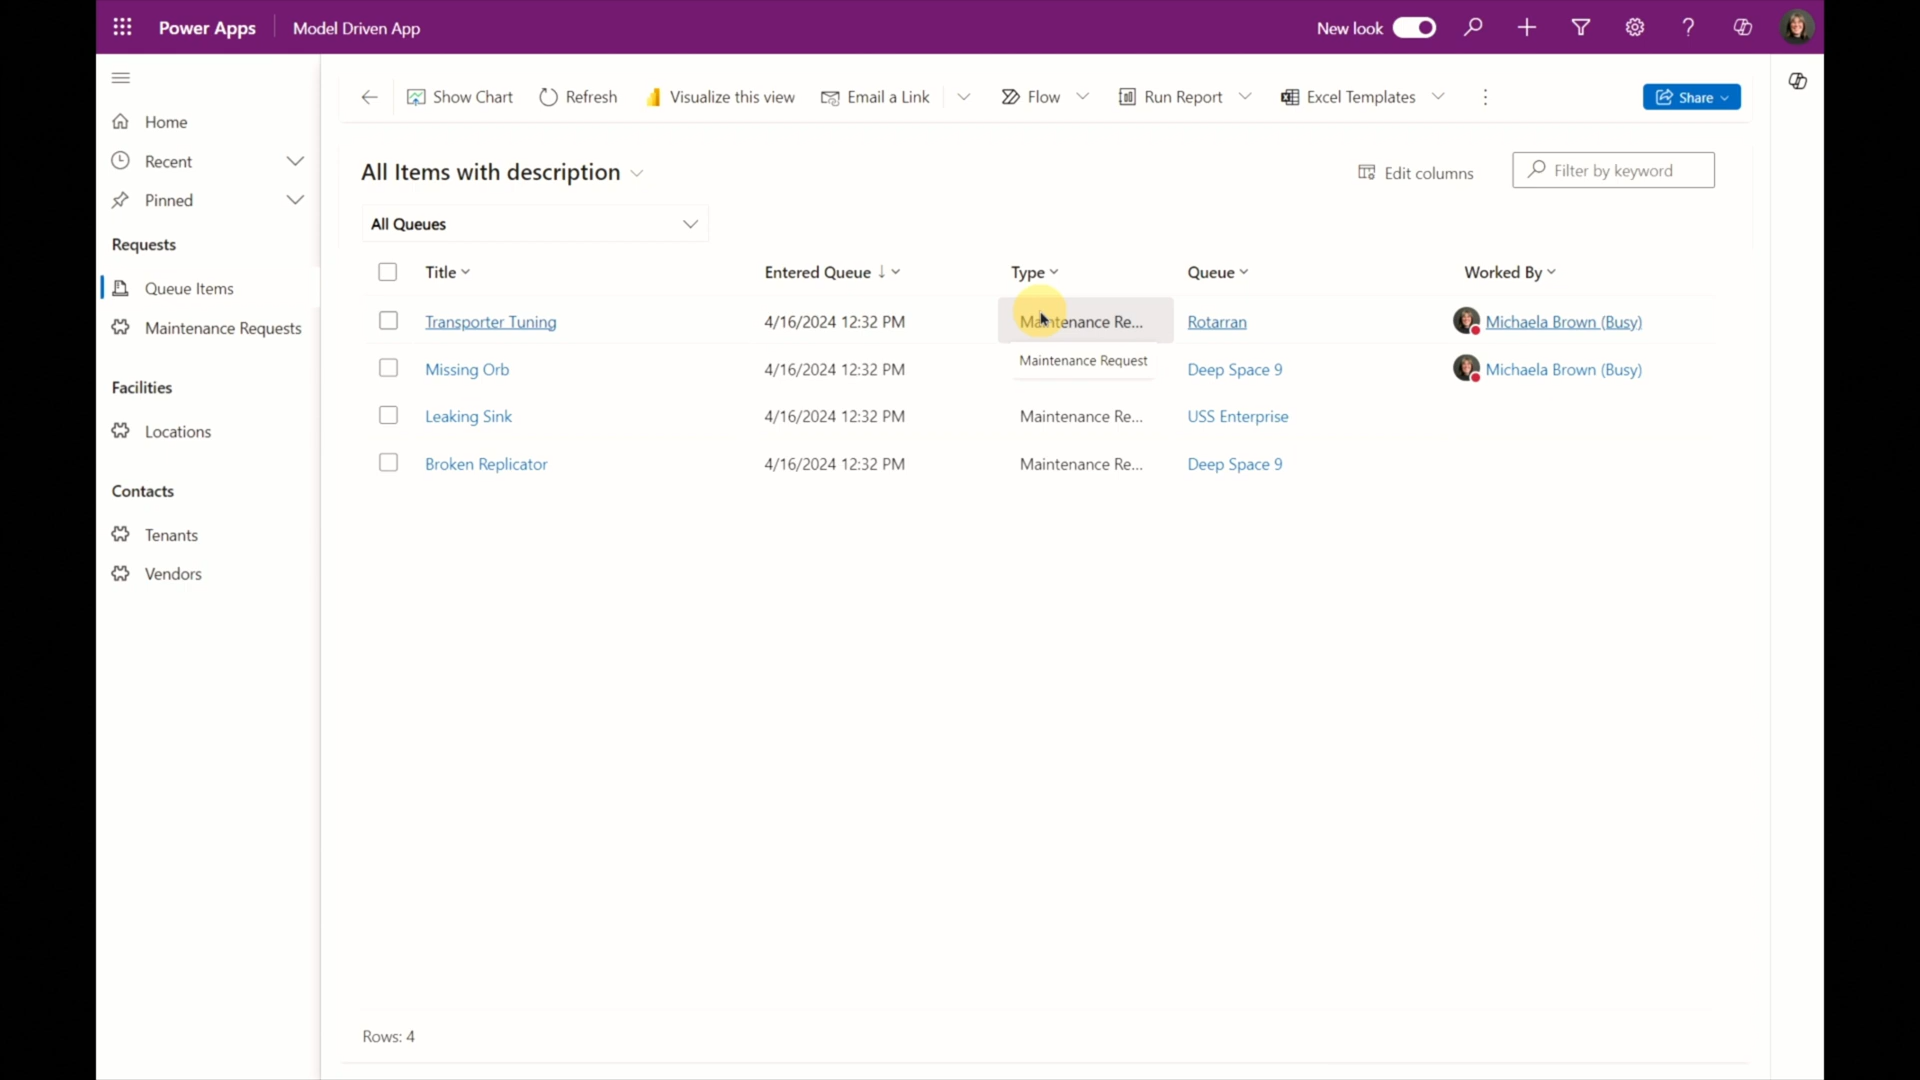 Power Apps Model Driven App New look
Show Chart Refresh Visualize this view Email a Link Flow Run Report Excel Templates Share
Home
Recent
Pinned
Requests
Queue Items
Maintenance Requests
Facilities
Locations
Contacts
Tenants
Vendors
All Items with description Edit columns Filter by keyword
All Queues
Title Entered Queue Type Queue Worked By
Transporter Tuning 4/16/2024 12:32 PM Maintenance Re... Rotarran Michaela Brown (Busy)
Maintenance Request
Missing Orb 4/16/2024 12:32 PM Deep Space 9 Michaela Brown (Busy)
Leaking Sink 4/16/2024 12:32 PM Maintenance Re... USS Enterprise
Broken Replicator 4/16/2024 12:32 PM Maintenance Re... Deep Space 9
Rows: 4